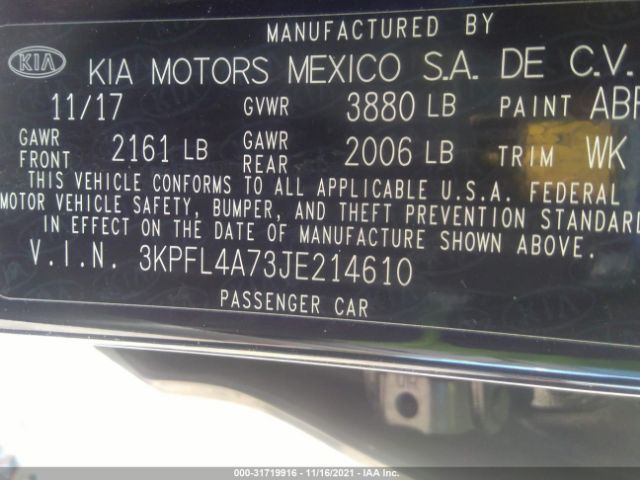 MANUFACTURED BY
KIA KIA MOTORS MEXICO S.A. DE C.V.
11/17 GVWR 3880 LB PAINT ABP
GAWR FRONT 2161 LB GAWR REAR 2006 LB TRIM WK
THIS VEHICLE CONFORMS TO ALL APPLICABLE U.S.A. FEDERAL
MOTOR VEHICLE SAFETY, BUMPER, AND THEFT PREVENTION STANDARD
IN EFFECT ON THE DATE OF MANUFACTURE SHOWN ABOVE.
V.I.N. 3KPFL4A73JE214610
PASSENGER CAR
000-31719916 - 11/16/2021 - IAA Inc.